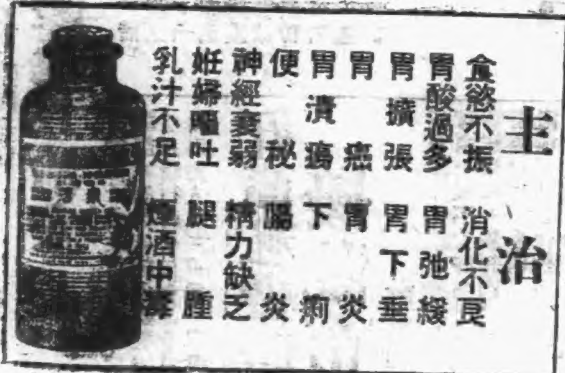 主治
食慾不振 消化不良
胃酸過多 胃弛緩
胃擴張 胃下垂
胃癌 胃炎
胃潰瘍 下痢
便秘 腸炎
神經衰弱 精力缺乏
妊婦嘔吐 腿腫
乳汁不足 煙酒中毒